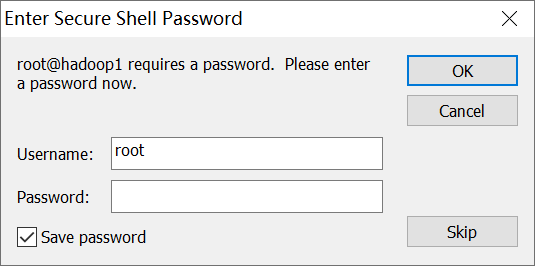 Enter Secure Shell Password
root@hadoop1 requires a password.  Please enter
a password now.
OK
Cancel
Username:
root
Password:
Save password
Skip